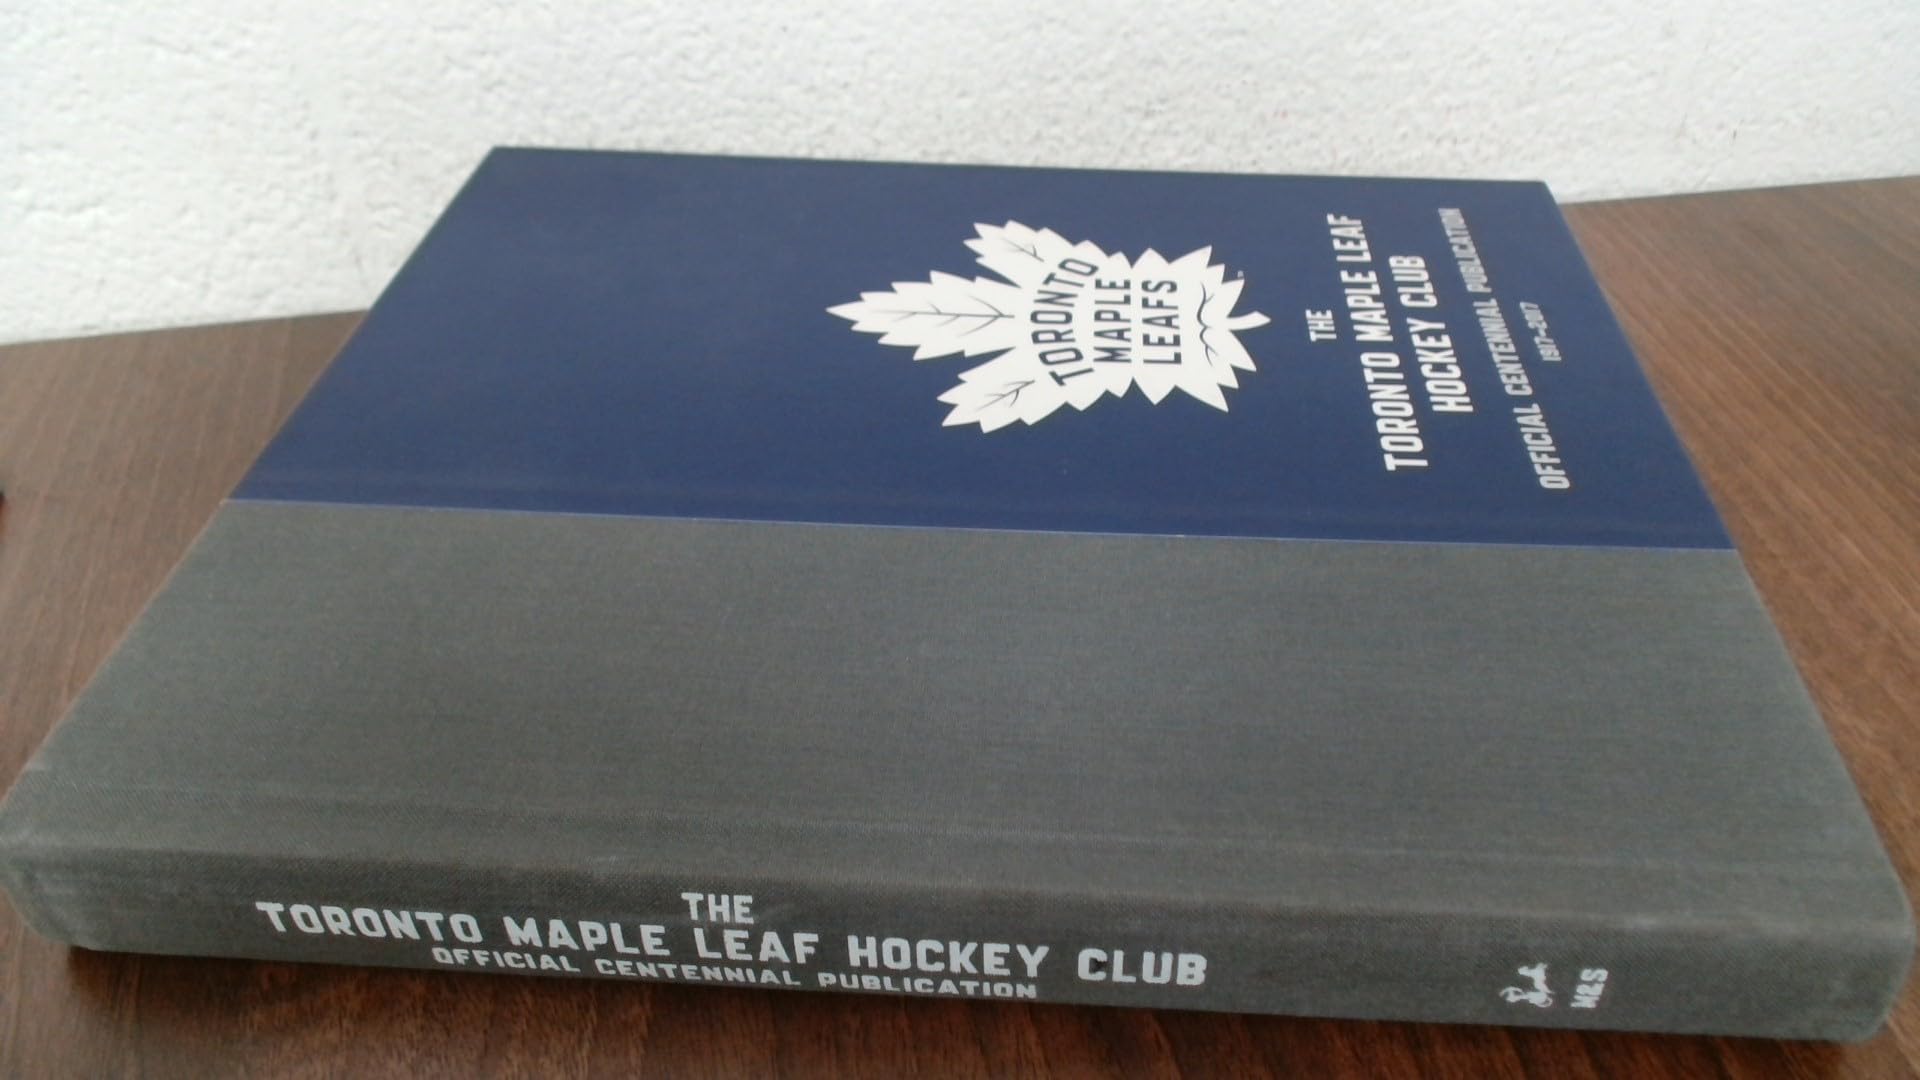 TORONTO
MAPLE
LEAFS
™
THE
TORONTO MAPLE LEAF
HOCKEY CLUB
OFFICIAL CENTENNIAL PUBLICATION
1917–2017
THE
TORONTO MAPLE LEAF HOCKEY CLUB
OFFICIAL CENTENNIAL PUBLICATION
M&S